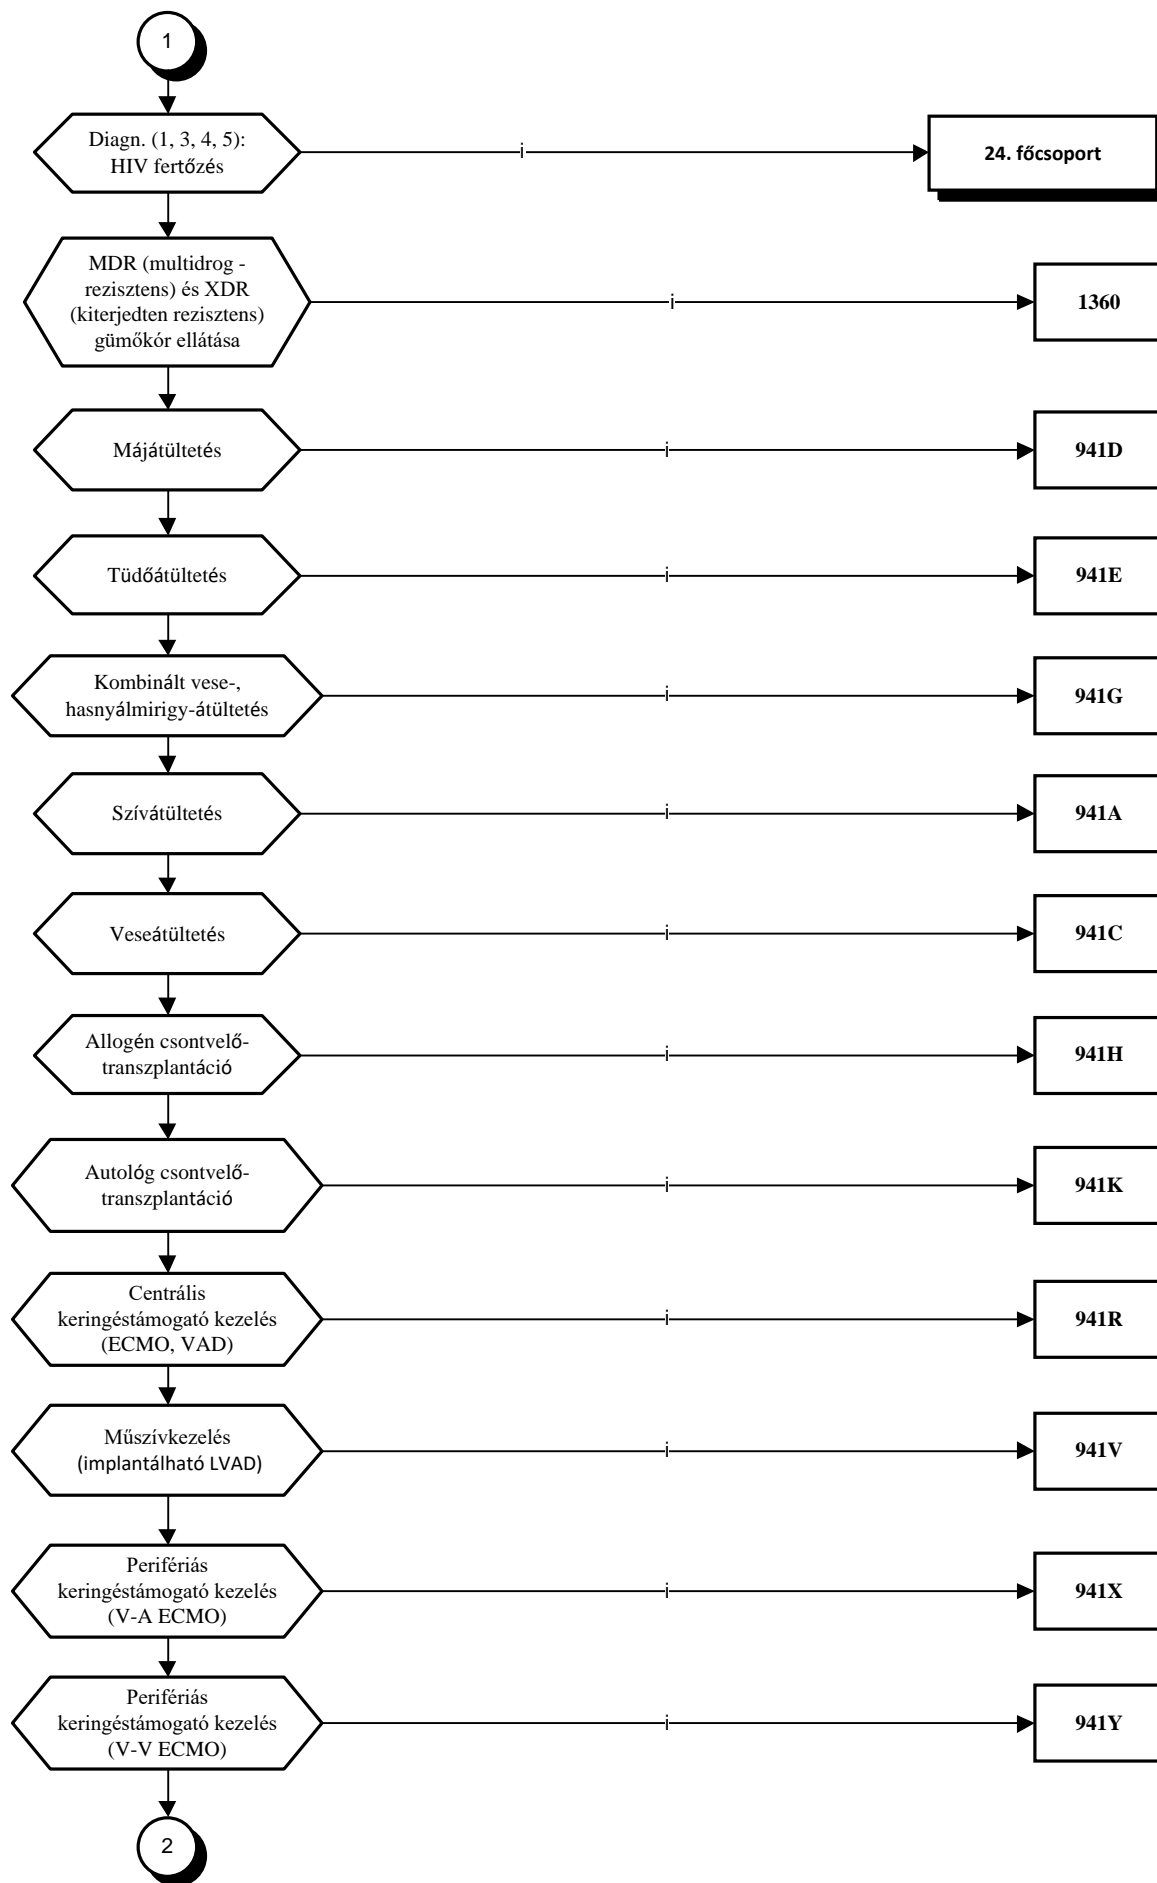 1
Diagn. (1, 3, 4, 5):
HIV fertőzés
i
24. főcsoport
MDR (multidrog -
rezisztens) és XDR
(kiterjedten rezisztens)
gümőkór ellátása
i
1360
Májátültetés
i
941D
Tüdőátültetés
i
941E
Kombinált vese-,
hasnyálmirigy-átültetés
i
941G
Szívátültetés
i
941A
Veseátültetés
i
941C
Allogén csontvelő-
transzplantáció
i
941H
Autológ csontvelő-
transzplantáció
i
941K
Centrális
keringéstámogató kezelés
(ECMO, VAD)
i
941R
Műszívkezelés
(implantálható LVAD)
i
941V
Perifériás
keringéstámogató kezelés
(V-A ECMO)
i
941X
Perifériás
keringéstámogató kezelés
(V-V ECMO)
i
941Y
2